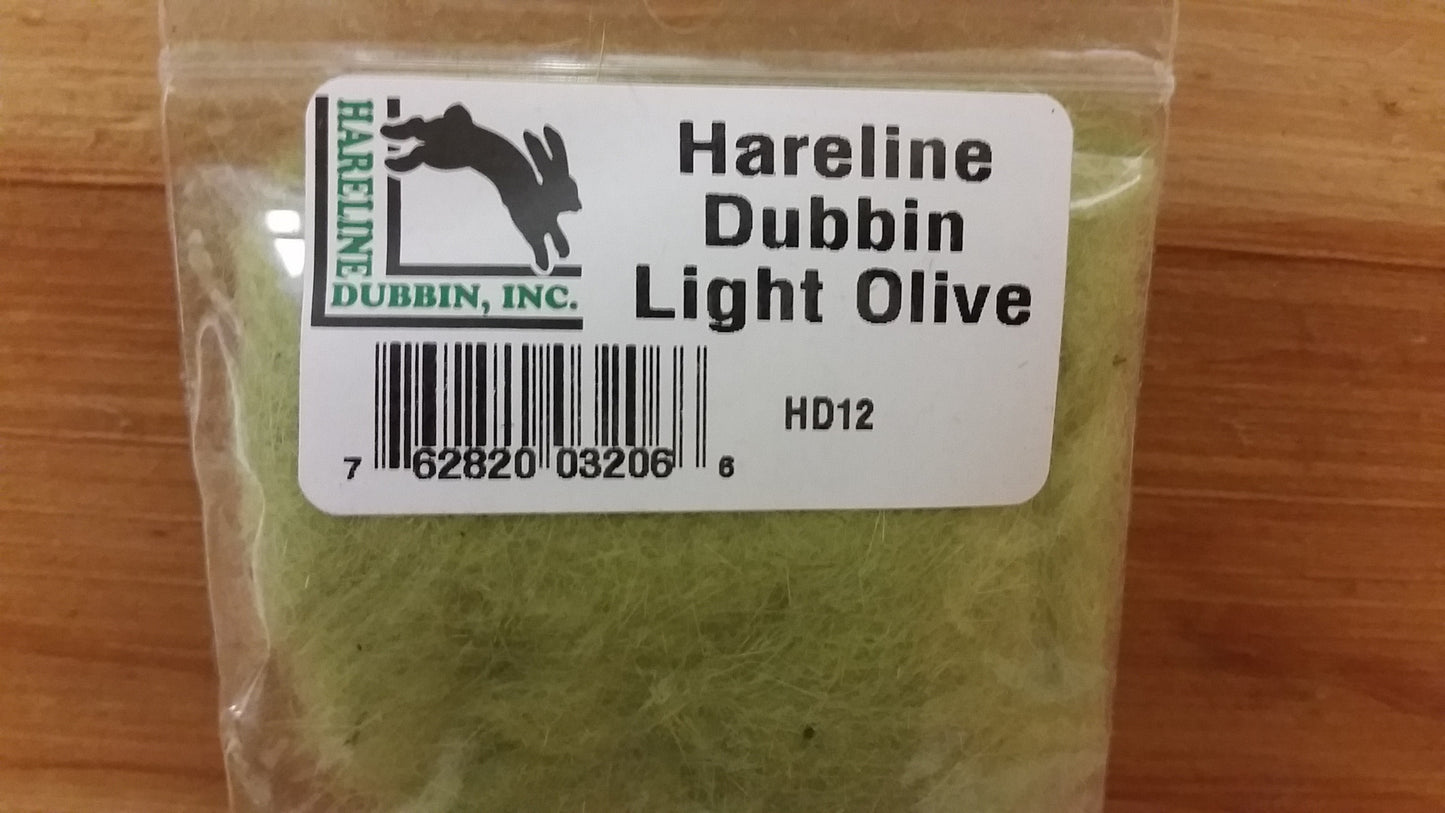 HARELINE
DUBBIN, INC.
Hareline
Dubbin
Light Olive
HD12
7 62820 03206 6